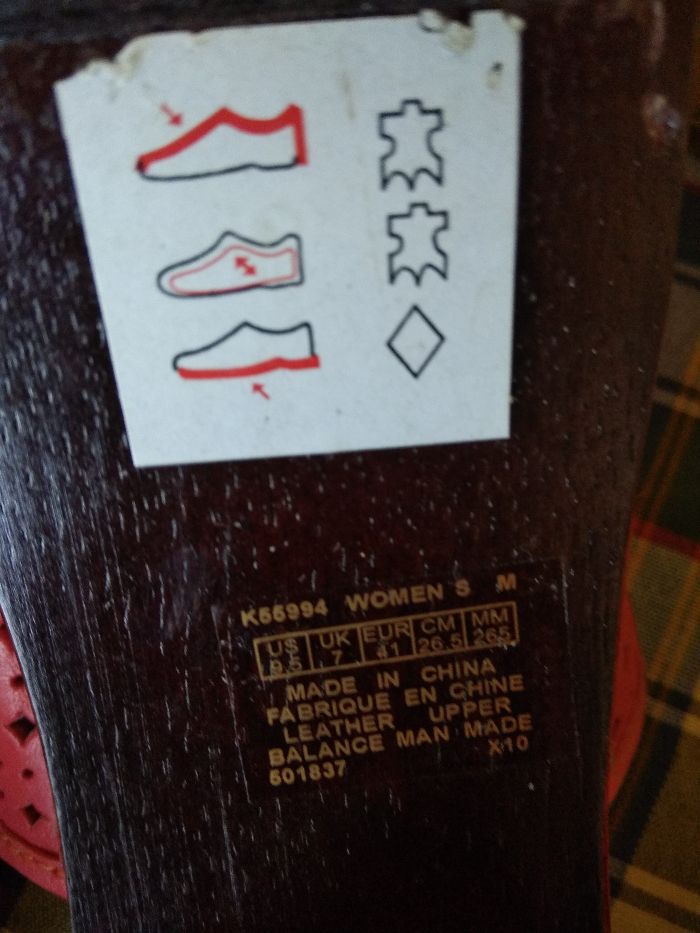 K55994 WOMEN S M
US UK EUR CM MM
9.5 7 41 26.5 265
MADE IN CHINA
FABRIQUE EN CHINE
LEATHER UPPER
BALANCE MAN MADE
X10
501837